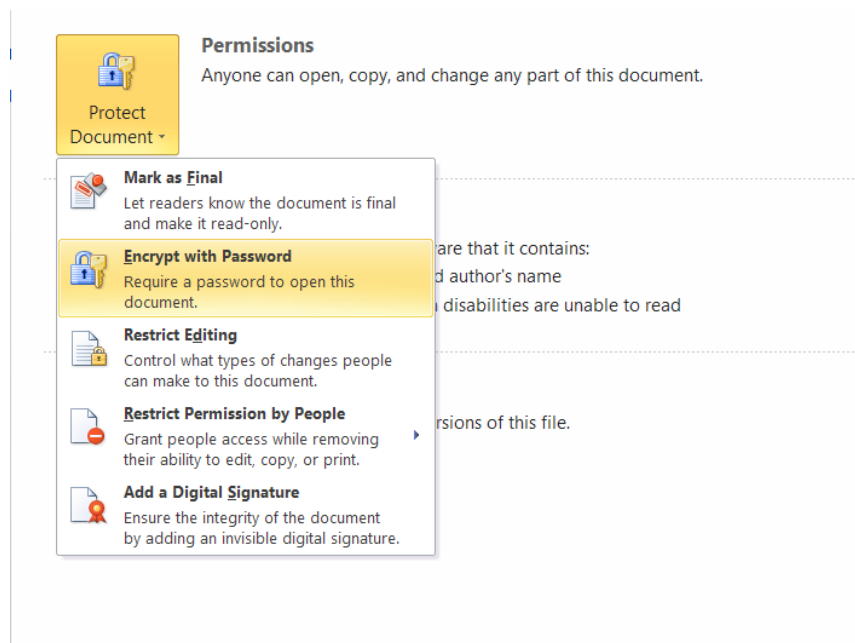 Permissions
Anyone can open, copy, and change any part of this document.
Protect
Document
Mark as Final
Let readers know the document is final
and make it read-only.
Encrypt with Password
Require a password to open this
document.
Restrict Editing
Control what types of changes people
can make to this document.
Restrict Permission by People
Grant people access while removing
their ability to edit, copy, or print.
Add a Digital Signature
Ensure the integrity of the document
by adding an invisible digital signature.
that it contains:
author's name
disabilities are unable to read
of this file.